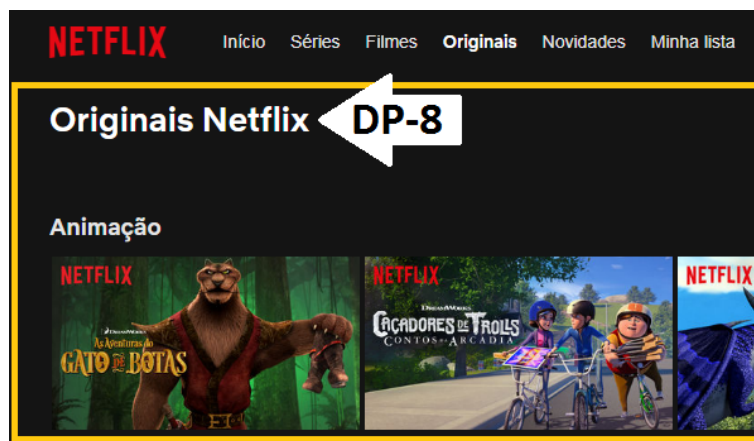 NETFLIX Início Séries Filmes Originais Novidades Minha lista
Originais Netflix DP-8
Animação
NETFLIX
DreamWorks
As Aventuras do
GATO DE BOTAS
NETFLIX
DreamWorks
CAÇADORES DE TROLLS
CONTOS DA ARCADIA
NETFLIX